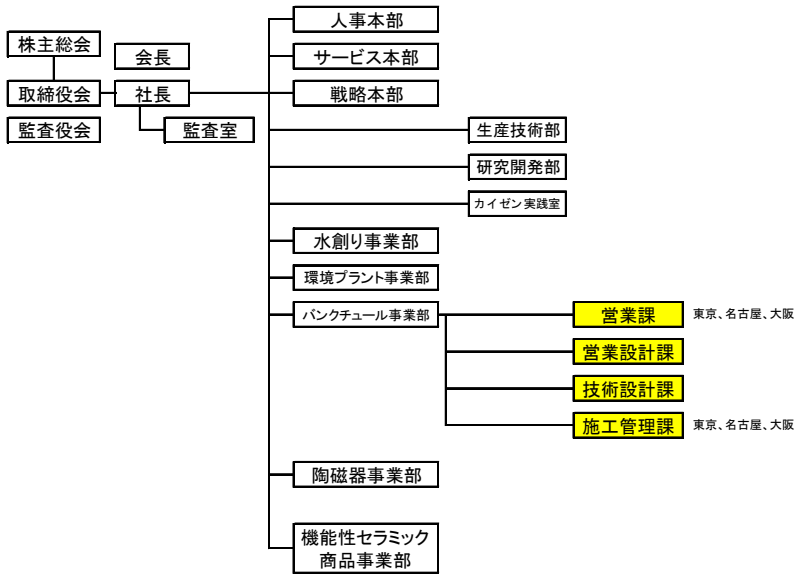 人事本部
株主総会
会長
サービス本部
取締役会
社長
戦略本部
監査役会
監査室
生産技術部
研究開発部
カイゼン実践室
水創り事業部
環境プラント事業部
バンクチュール事業部
営業課
東京、名古屋、大阪
営業設計課
技術設計課
施工管理課
東京、名古屋、大阪
陶磁器事業部
機能性セラミック
商品事業部